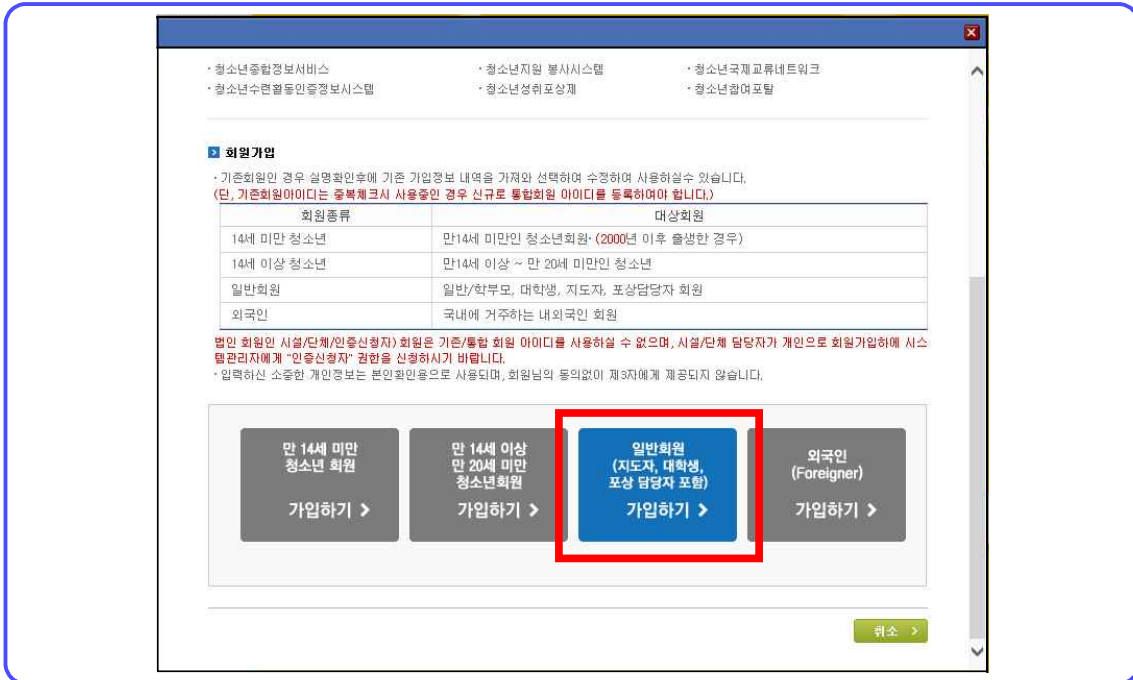 · 청소년종합정보서비스 · 청소년지원 봉사시스템 · 청소년국제교류네트워크
· 청소년수련활동인증정보시스템 · 청소년성취포상제 · 청소년참여포탈
회원가입
· 기존회원인 경우 실명확인후에 기존 가입정보 내역을 가져와 선택하여 수정하여 사용하실수 있습니다.
(단, 기존회원아이디는 중복체크시 사용중인 경우 신규로 통합회원 아이디를 등록하여야 합니다.)
회원종류 대상회원
14세 미만 청소년 만14세 미만인 청소년회원· (2000년 이후 출생한 경우)
14세 이상 청소년 만14세 이상 ~ 만 20세 미만인 청소년
일반회원 일반/학부모, 대학생, 지도자, 포상담당자 회원
외국인 국내에 거주하는 내외국인 회원
법인 회원인 시설/단체/인증신청자) 회원은 기존/통합 회원 아이디를 사용하실 수 없으며, 시설/단체 담당자가 개인으로 회원가입하에 시스
템관리자에게 "인증신청자" 권한을 신청하시기 바랍니다.
· 입력하신 소중한 개인정보는 본인확인용으로 사용되며, 회원님의 동의없이 제3자에게 제공되지 않습니다.
만 14세 미만
청소년 회원
가입하기 >
만 14세 이상
만 20세 미만
청소년회원
가입하기 >
일반회원
(지도자, 대학생,
포상 담당자 포함)
가입하기 >
외국인
(Foreigner)
가입하기 >
취소 >